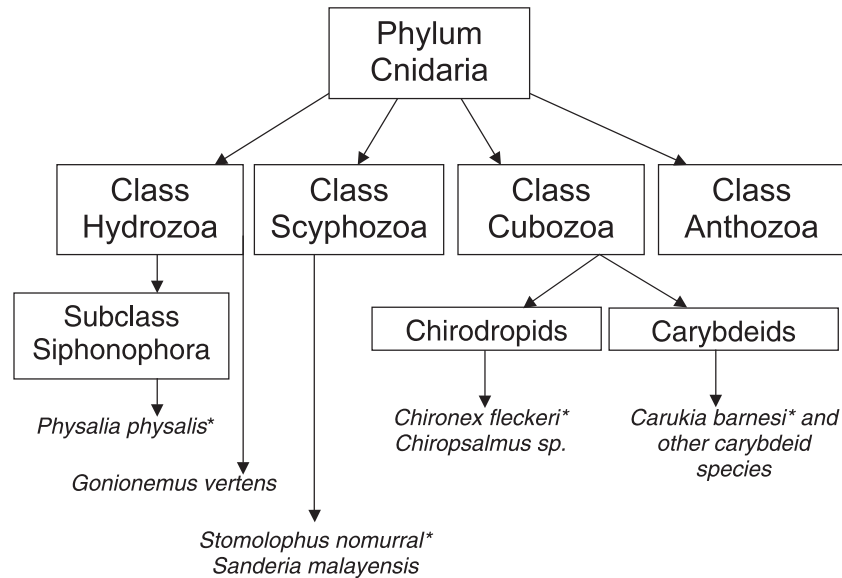 Phylum
Cnidaria
Class
Hydrozoa
Class
Scyphozoa
Class
Cubozoa
Class
Anthozoa
Subclass
Siphonophora
Chirodropids
Carybdeids
Physalia physalis*
Chironex fleckeri*
Chiropsalmus sp.
Carukia barnesi* and
other carybdeid
species
Gonionemus vertens
Stomolophus nomurral*
Sanderia malayensis